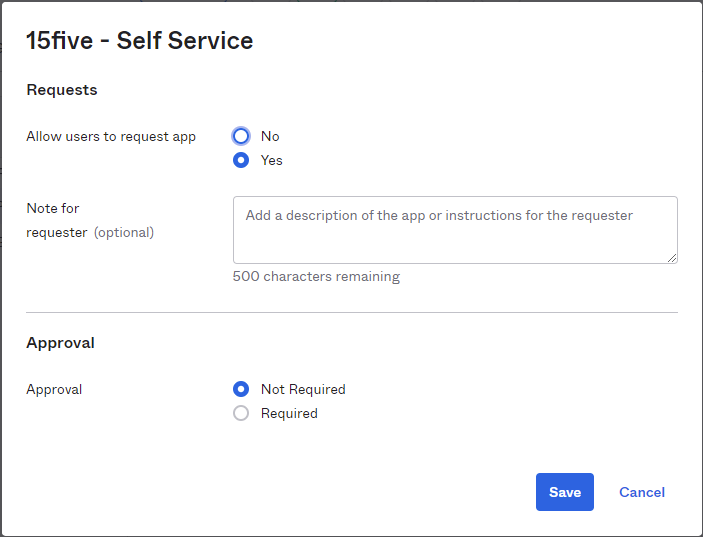 15five - Self Service
Requests
Allow users to request app
No
Yes
Note for
requester (optional)
Add a description of the app or instructions for the requester
500 characters remaining
Approval
Approval
Not Required
Required
Save
Cancel